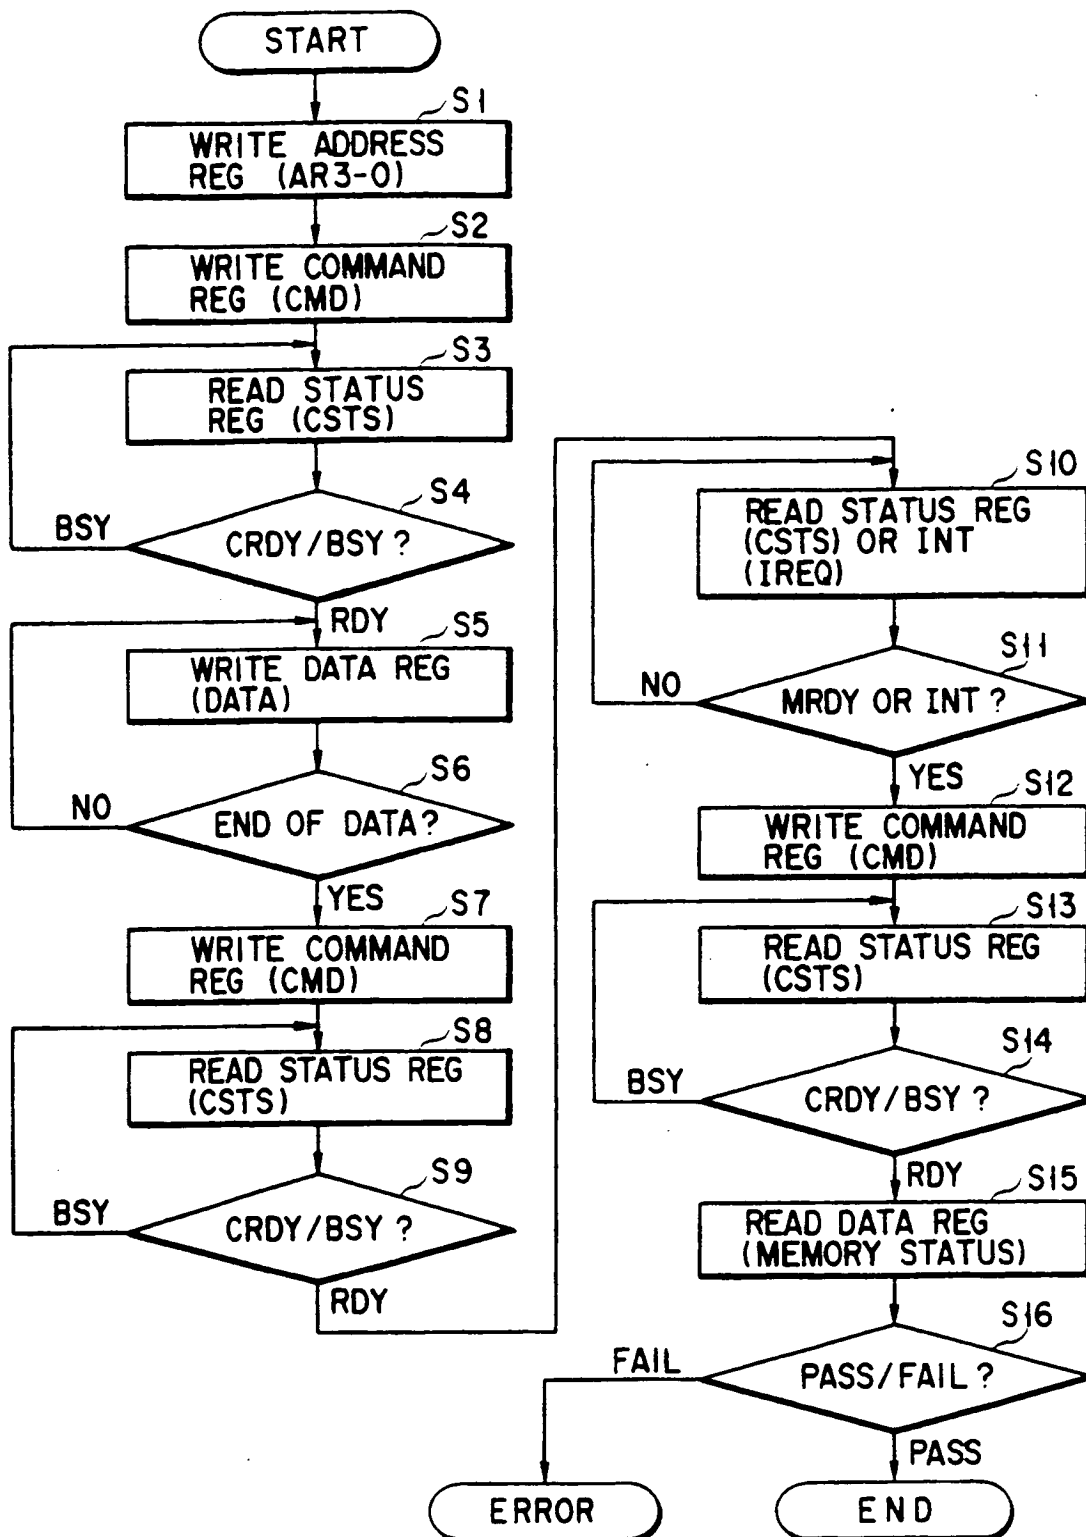 START
S1
WRITE ADDRESS
REG (AR3-0)
S2
WRITE COMMAND
REG (CMD)
S3
READ STATUS
REG (CSTS)
S4
CRDY/BSY?
BSY
RDY
S5
WRITE DATA REG
(DATA)
S6
END OF DATA?
NO
YES
S7
WRITE COMMAND
REG (CMD)
S8
READ STATUS REG
(CSTS)
S9
CRDY/BSY?
BSY
RDY
S10
READ STATUS REG
(CSTS) OR INT
(IREQ)
S11
MRDY OR INT?
NO
YES
S12
WRITE COMMAND
REG (CMD)
S13
READ STATUS REG
(CSTS)
S14
CRDY/BSY?
BSY
RDY
S15
READ DATA REG
(MEMORY STATUS)
S16
PASS/FAIL?
FAIL
PASS
ERROR
END